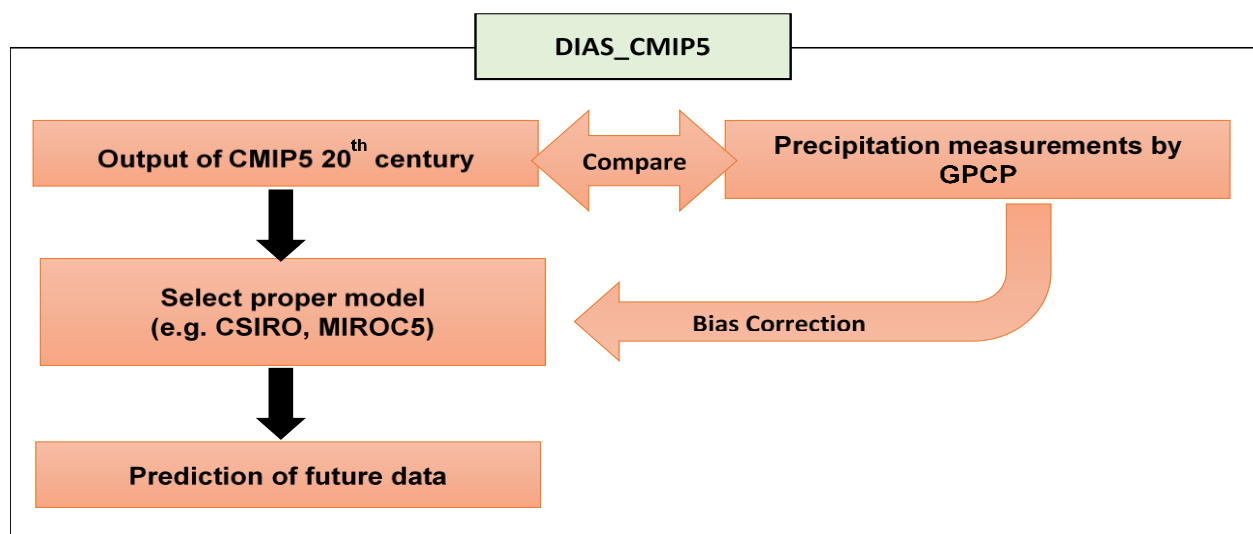 DIAS_CMIP5
Output of CMIP5 20th century
Compare
Precipitation measurements by
GPCP
Select proper model
(e.g. CSIRO, MIROC5)
Bias Correction
Prediction of future data